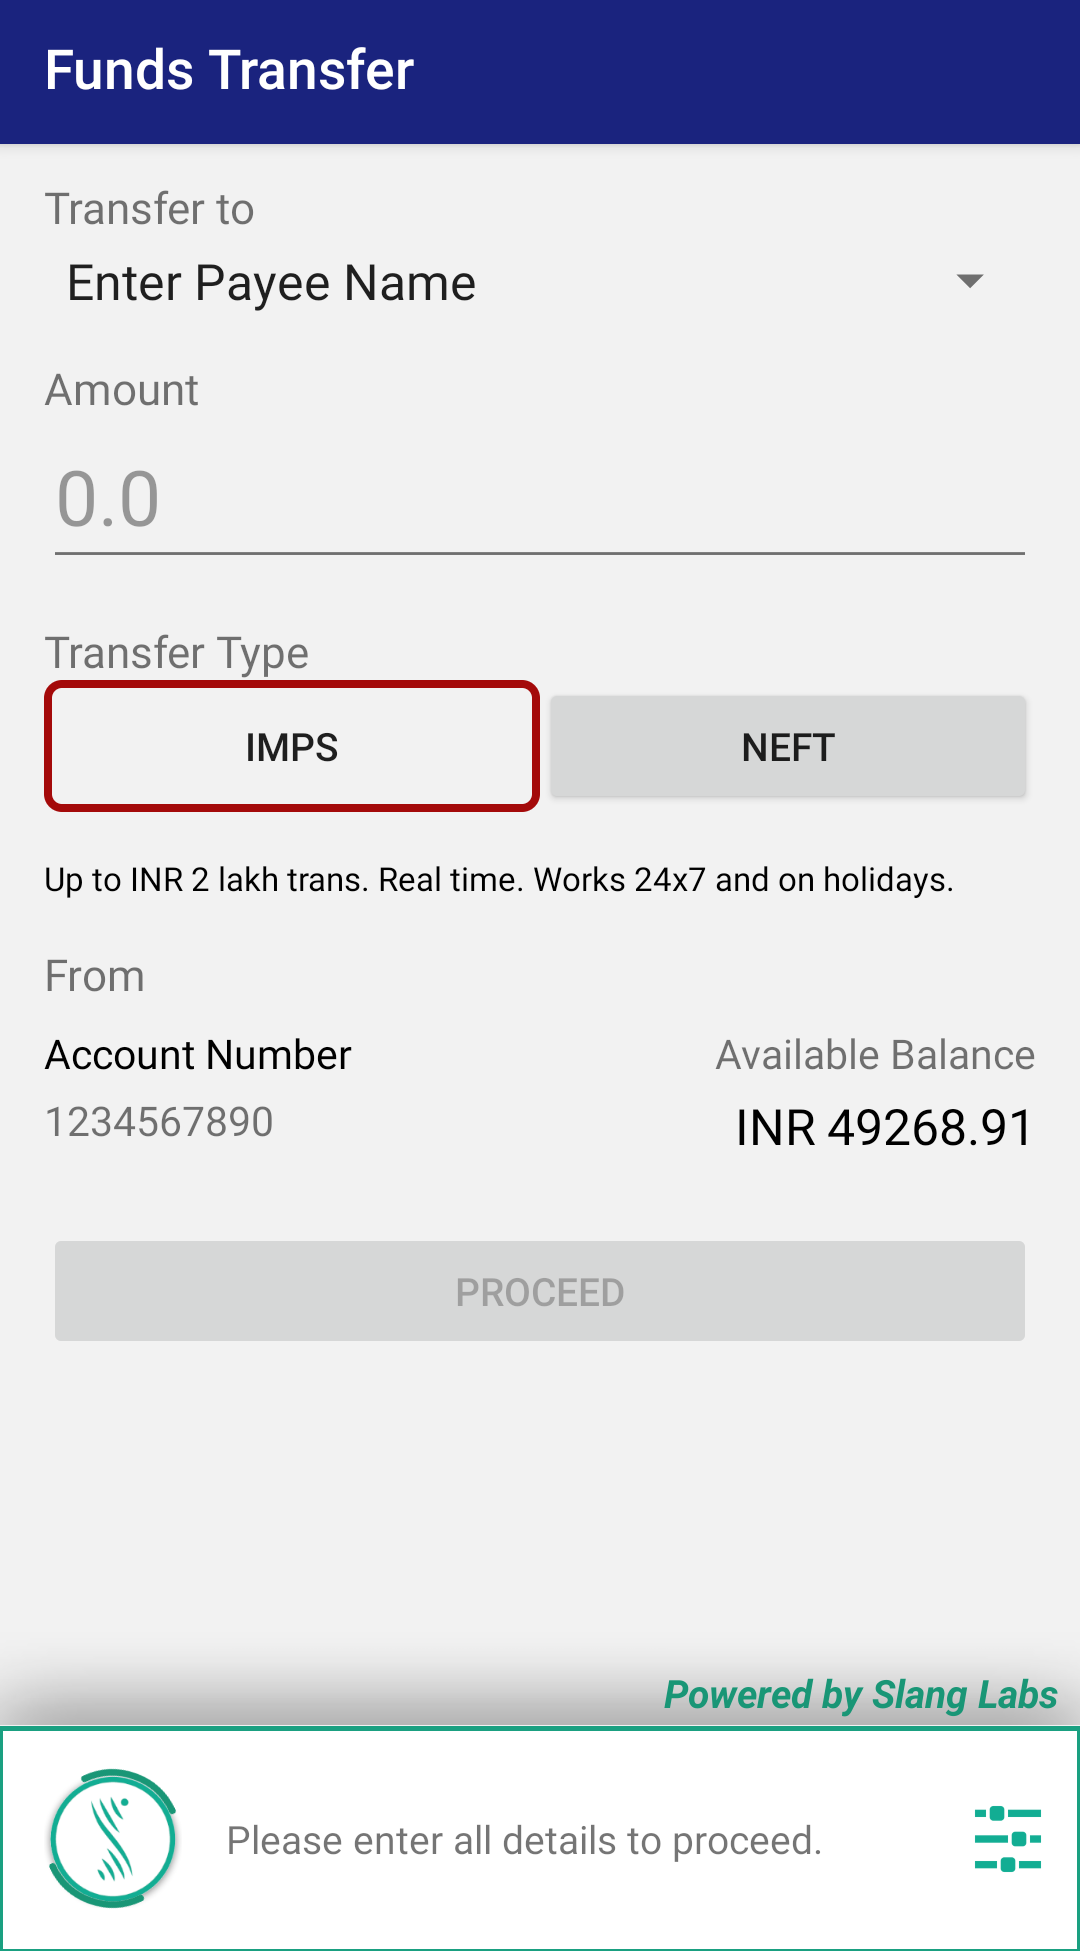 Funds Transfer
Transfer to
Enter Payee Name
Amount
0.0
Transfer Type
IMPS NEFT
Up to INR 2 lakh trans. Real time. Works 24x7 and on holidays.
From
Account Number Available Balance
1234567890 INR 49268.91
PROCEED
Powered by Slang Labs
Please enter all details to proceed.